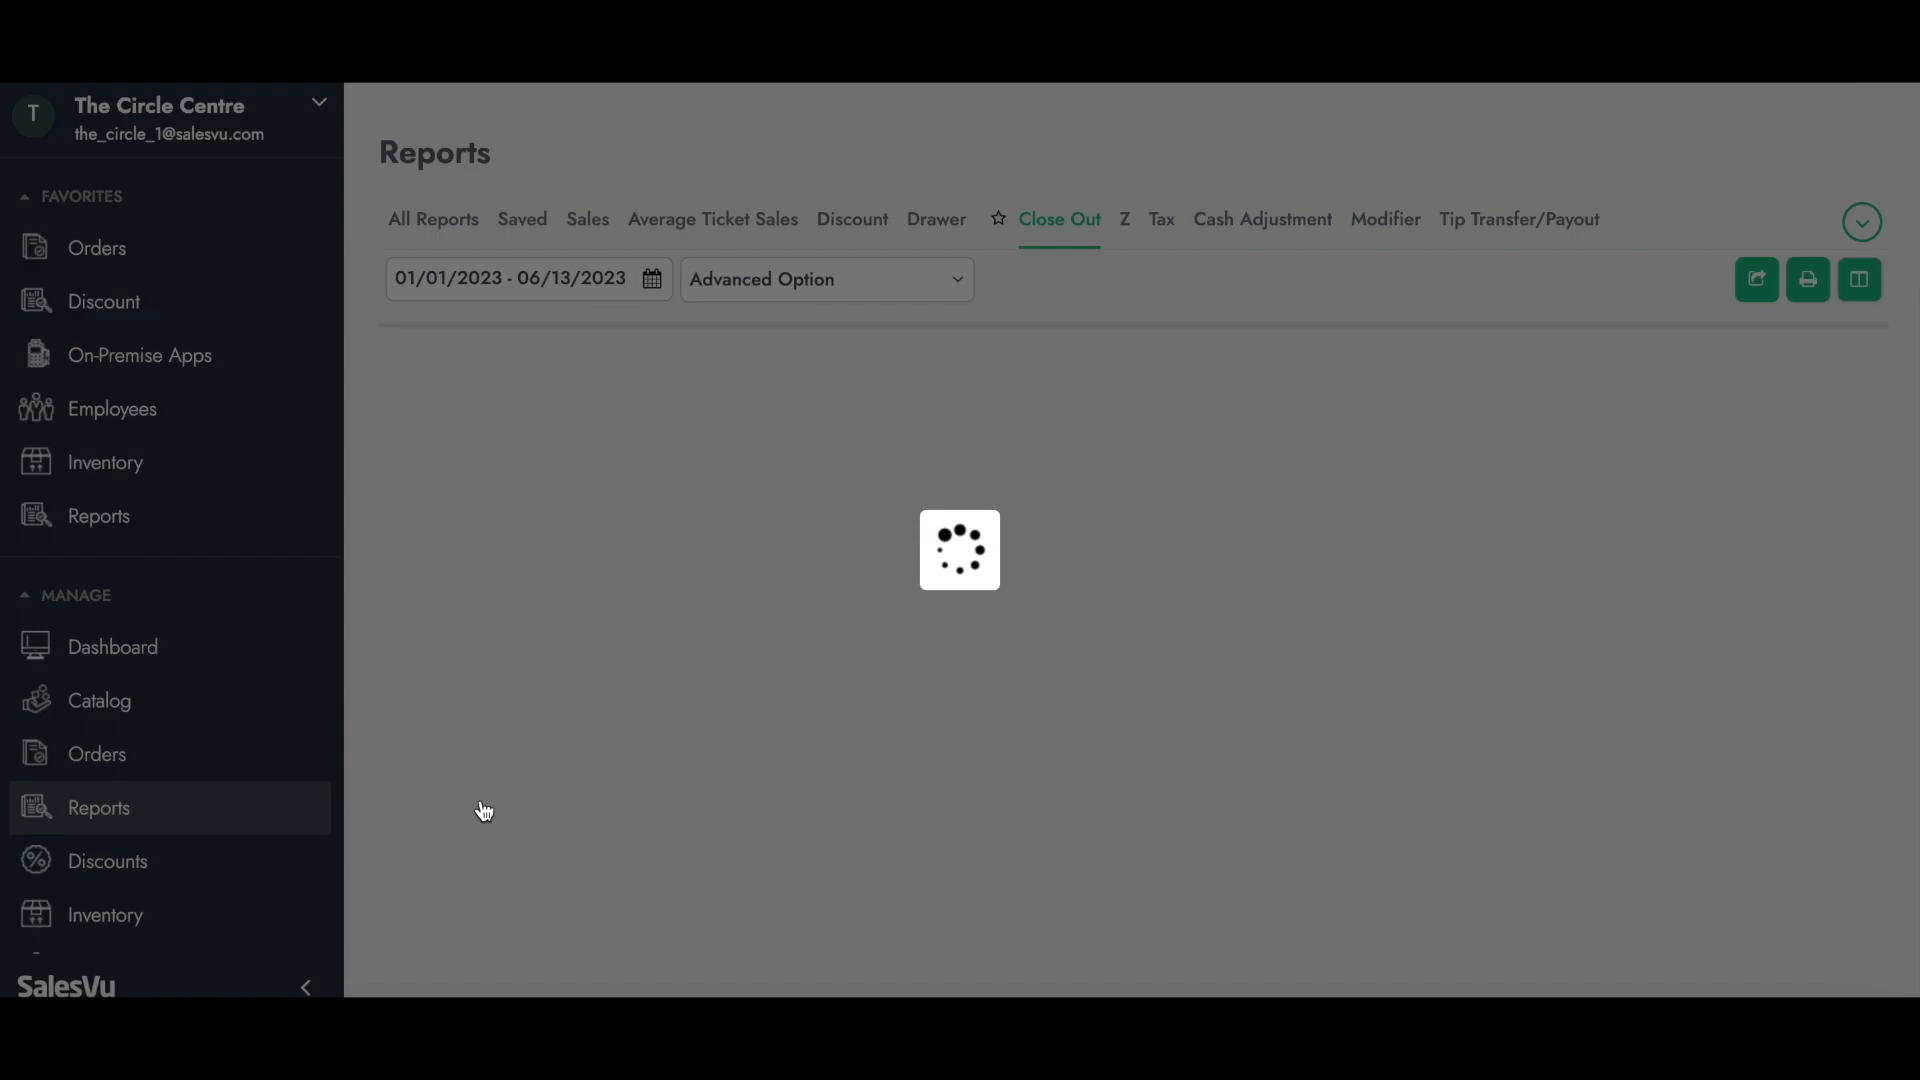 T
The Circle Centre
the_circle_1@salesvu.com
FAVORITES
Orders
Discount
On-Premise Apps
Employees
Inventory
Reports
MANAGE
Dashboard
Catalog
Orders
Reports
Discounts
Inventory
SalesVu
Reports
All Reports Saved Sales Average Ticket Sales Discount Drawer Close Out Z Tax Cash Adjustment Modifier Tip Transfer/Payout
01/01/2023 - 06/13/2023 Advanced Option